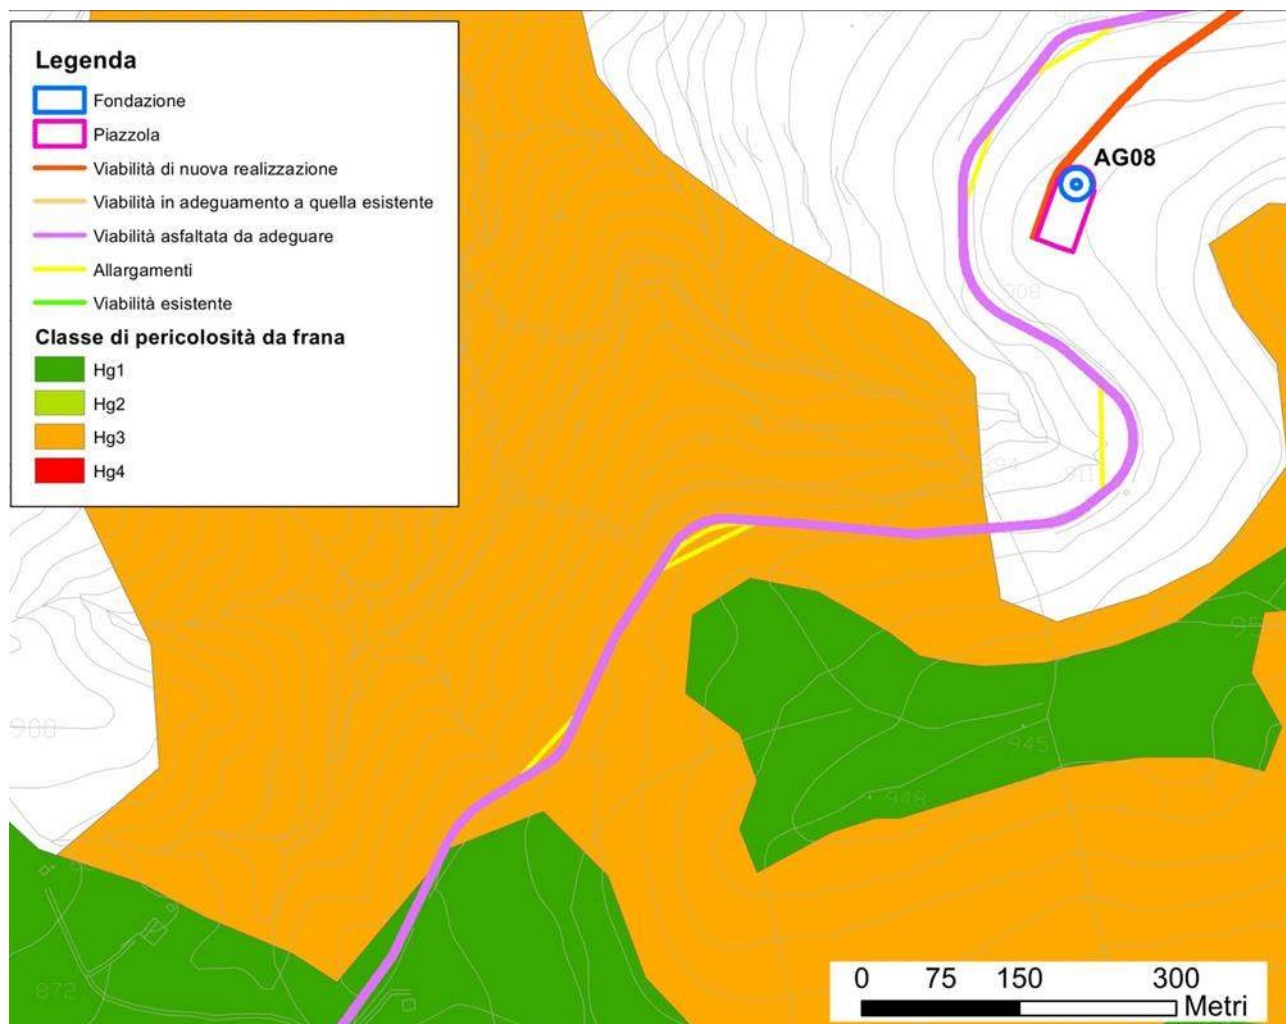 Legenda
Fondazione
Piazzola
Viabilità di nuova realizzazione
Viabilità in adeguamento a quella esistente
Viabilità asfaltata da adeguare
Allargamenti
Viabilità esistente
Classe di pericolosità da frana
Hg1
Hg2
Hg3
Hg4
AG08
908
894
900
945
948
872
0 75 150 300
Metri